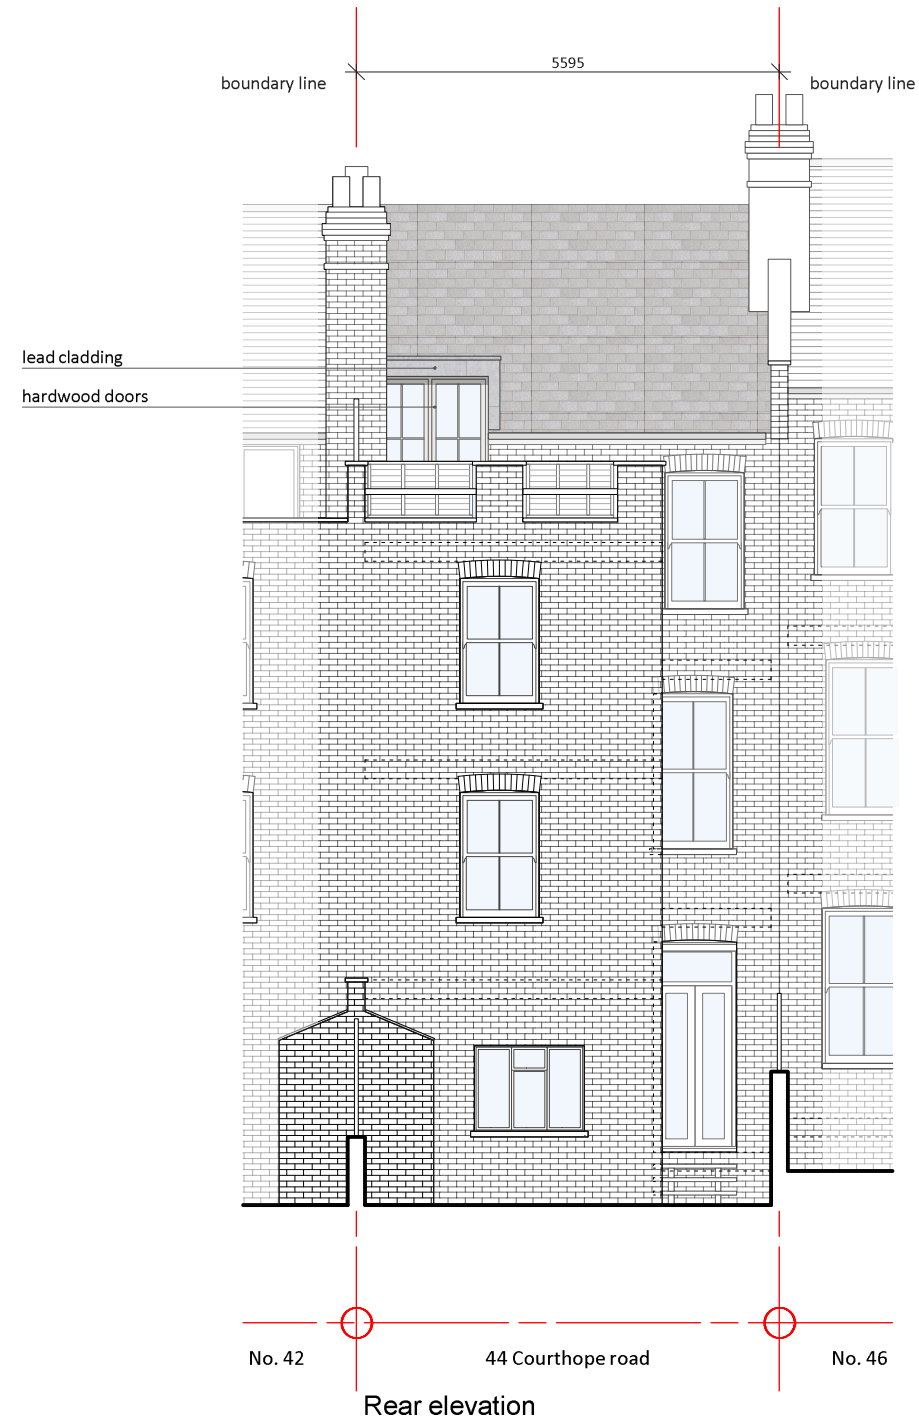 5595
boundary line
boundary line
lead cladding
hardwood doors
No. 42
44 Courthope road
No. 46
Rear elevation